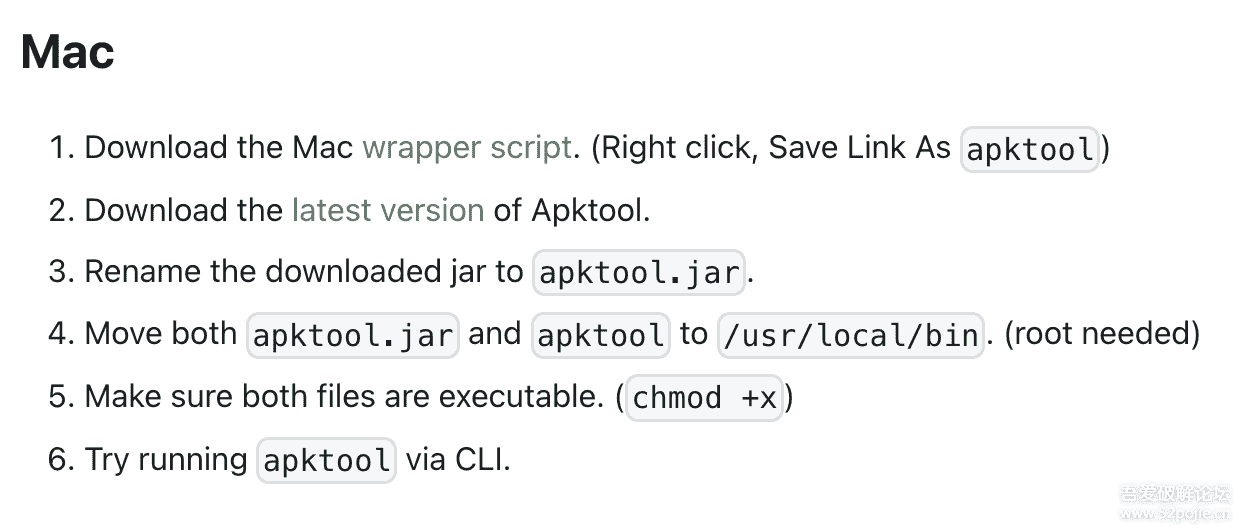 Mac
1. Download the Mac wrapper script. (Right click, Save Link As apktool)
2. Download the latest version of Apktool.
3. Rename the downloaded jar to apktool.jar.
4. Move both apktool.jar and apktool to /usr/local/bin. (root needed)
5. Make sure both files are executable. (chmod +x)
6. Try running apktool via CLI.
吾爱破解论坛
www.52pojie.cn